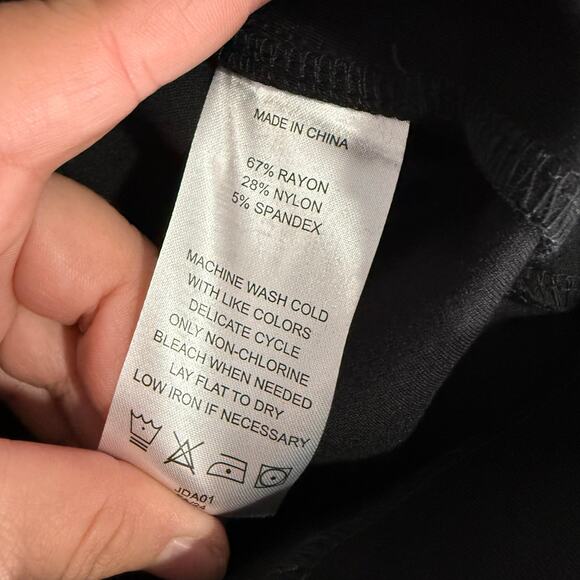 MADE IN CHINA
67% RAYON
28% NYLON
5% SPANDEX
MACHINE WASH COLD
WITH LIKE COLORS
DELICATE CYCLE
ONLY NON-CHLORINE
BLEACH WHEN NEEDED
LAY FLAT TO DRY
LOW IRON IF NECESSARY
JDA01